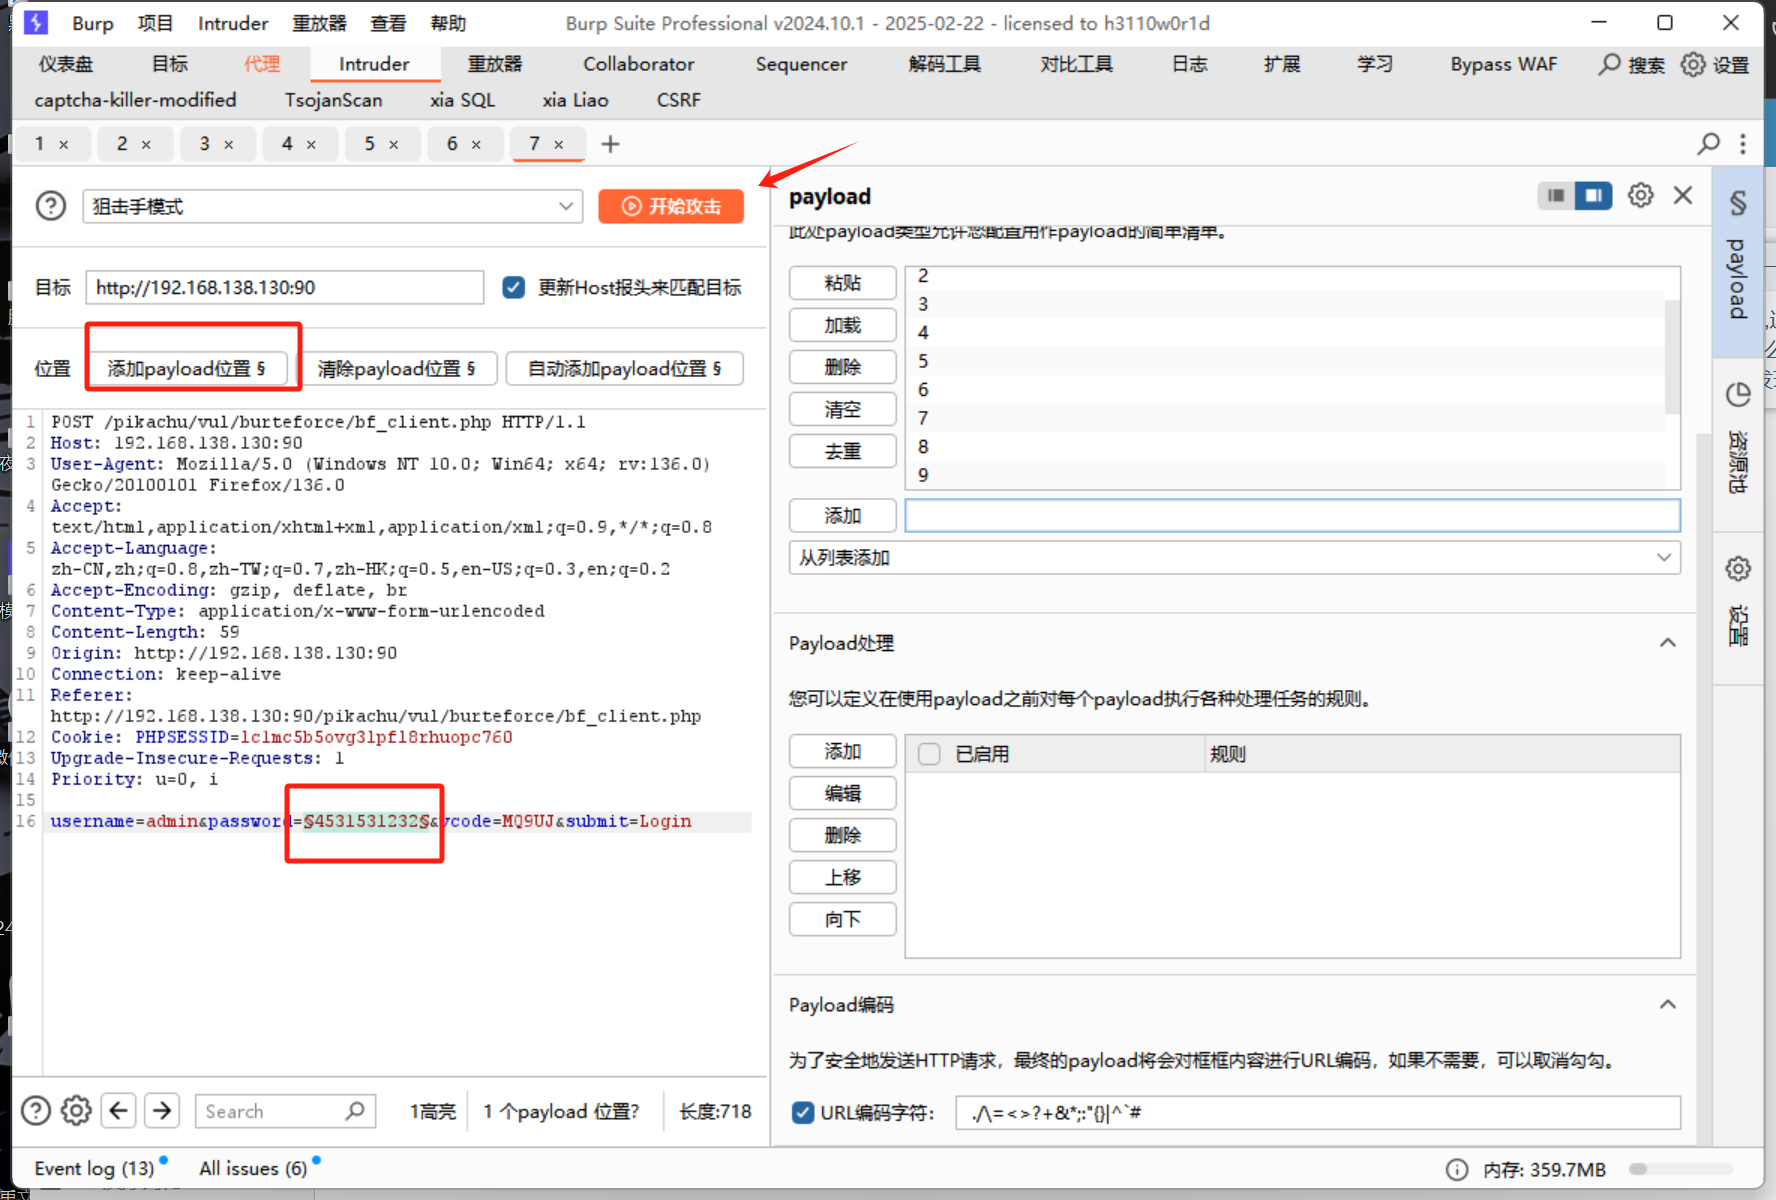 Burp 项目 Intruder 重放器 查看 帮助 Burp Suite Professional v2024.10.1 - 2025-02-22 - licensed to h3110w0r1d
仪表盘 目标 代理 Intruder 重放器 Collaborator Sequencer 解码工具 对比工具 日志 扩展 学习 Bypass WAF 搜索 设置
captcha-killer-modified TsojanScan xia SQL xia Liao CSRF
1 × 2 × 3 × 4 × 5 × 6 × 7 × +
狙击手模式 开始攻击
目标 http://192.168.138.130:90 更新Host报头来匹配目标
位置 添加payload位置 § 清除payload位置 § 自动添加payload位置 §
1 POST /pikachu/vul/burteforce/bf_client.php HTTP/1.1
2 Host: 192.168.138.130:90
3 User-Agent: Mozilla/5.0 (Windows NT 10.0; Win64; x64; rv:136.0)
Gecko/20100101 Firefox/136.0
4 Accept:
text/html,application/xhtml+xml,application/xml;q=0.9,*/*;q=0.8
5 Accept-Language:
zh-CN,zh;q=0.8,zh-TW;q=0.7,zh-HK;q=0.5,en-US;q=0.3,en;q=0.2
6 Accept-Encoding: gzip, deflate, br
7 Content-Type: application/x-www-form-urlencoded
8 Content-Length: 59
9 Origin: http://192.168.138.130:90
10 Connection: keep-alive
11 Referer:
http://192.168.138.130:90/pikachu/vul/burteforce/bf_client.php
12 Cookie: PHPSESSID=1clmc5b5ovg31pfl8rhuopc760
13 Upgrade-Insecure-Requests: 1
14 Priority: u=0, i
15
16 username=admin&password=§4531531232§&vcode=MQ9UJ&submit=Login
Search 1高亮 1 个payload 位置? 长度:718
payload
此处payload类型允许您配置用作payload的简单清单。
粘贴
加载
删除
清空
去重
2
3
4
5
6
7
8
9
添加
从列表添加
Payload处理
您可以定义在使用payload之前对每个payload执行各种处理任务的规则。
添加
编辑
删除
上移
向下
已启用 规则
Payload编码
为了安全地发送HTTP请求，最终的payload将会对框框内容进行URL编码，如果不需要，可以取消勾勾。
URL编码字符： ./\=<>?+&*;:"{}|^`#
§ payload
资源池
设置
Event log (13) All issues (6) 内存: 359.7MB